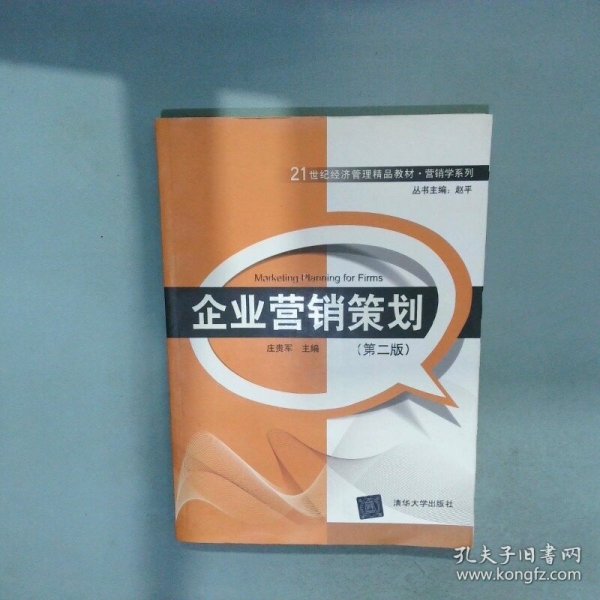 21世纪经济管理精品教材·营销学系列
丛书主编：赵平
Marketing Planning for Firms
企业营销策划
庄贵军 主编
（第二版）
清华大学出版社
孔夫子旧书网
www.kongfz.com